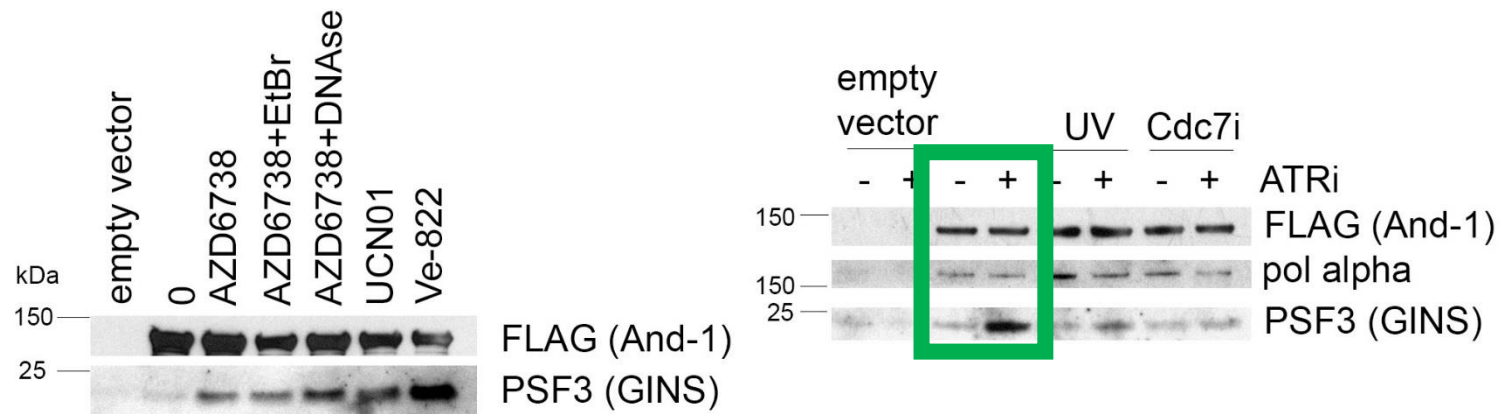 empty vector
0
AZD6738
AZD6738+EtBr
AZD6738+DNAse
UCN01
Ve-822
kDa
150
FLAG (And-1)
25
PSF3 (GINS)
empty
vector
UV
Cdc7i
- + - + - + - + ATRi
150
FLAG (And-1)
150
pol alpha
25
PSF3 (GINS)